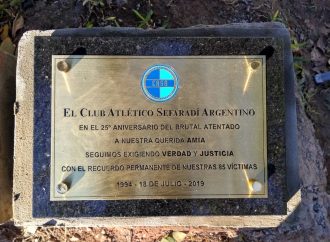 EL CLUB ATLÉTICO SEFARADÍ ARGENTINO
EN EL 25º ANIVERSARIO DEL BRUTAL ATENTADO
A NUESTRA QUERIDA AMIA
SEGUIMOS EXIGIENDO VERDAD Y JUSTICIA
CON EL RECUERDO PERMANENTE DE NUESTRAS 85 VÍCTIMAS
1994 - 18 DE JULIO - 2019